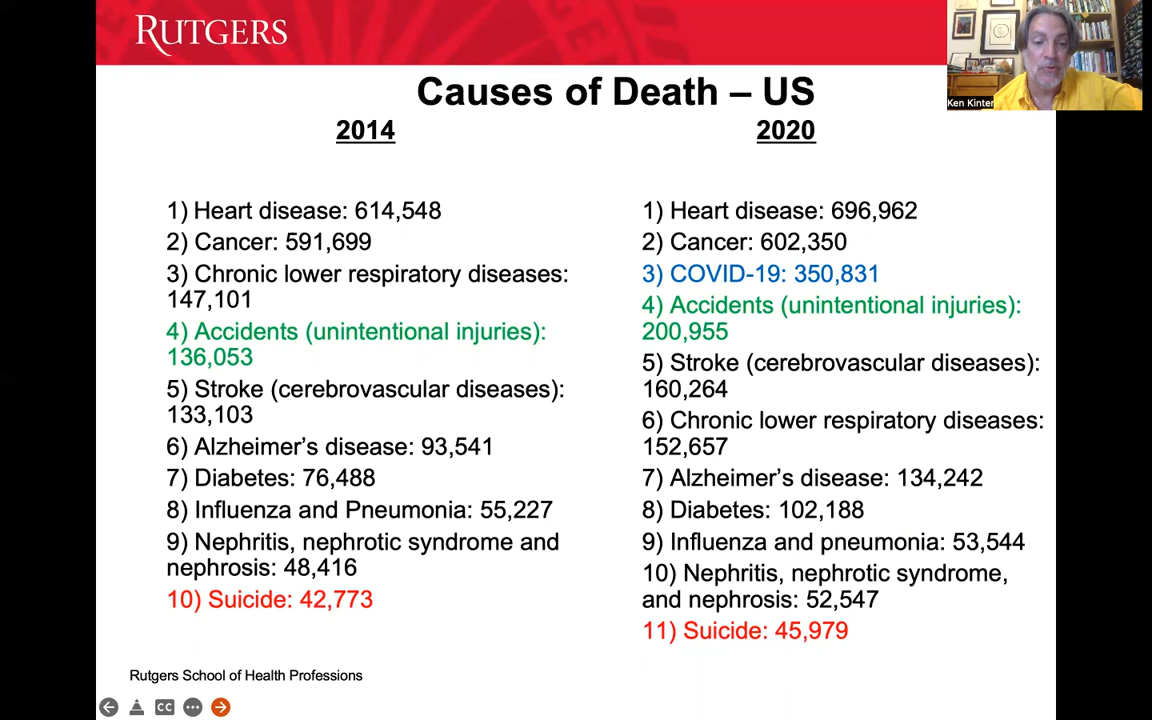 RUTGERS
Ken Kinter
Causes of Death – US
2014
1) Heart disease: 614,548
2) Cancer: 591,699
3) Chronic lower respiratory diseases:
147,101
4) Accidents (unintentional injuries):
136,053
5) Stroke (cerebrovascular diseases):
133,103
6) Alzheimer’s disease: 93,541
7) Diabetes: 76,488
8) Influenza and Pneumonia: 55,227
9) Nephritis, nephrotic syndrome and
nephrosis: 48,416
10) Suicide: 42,773
2020
1) Heart disease: 696,962
2) Cancer: 602,350
3) COVID-19: 350,831
4) Accidents (unintentional injuries):
200,955
5) Stroke (cerebrovascular diseases):
160,264
6) Chronic lower respiratory diseases:
152,657
7) Alzheimer’s disease: 134,242
8) Diabetes: 102,188
9) Influenza and pneumonia: 53,544
10) Nephritis, nephrotic syndrome,
and nephrosis: 52,547
11) Suicide: 45,979
Rutgers School of Health Professions
CC